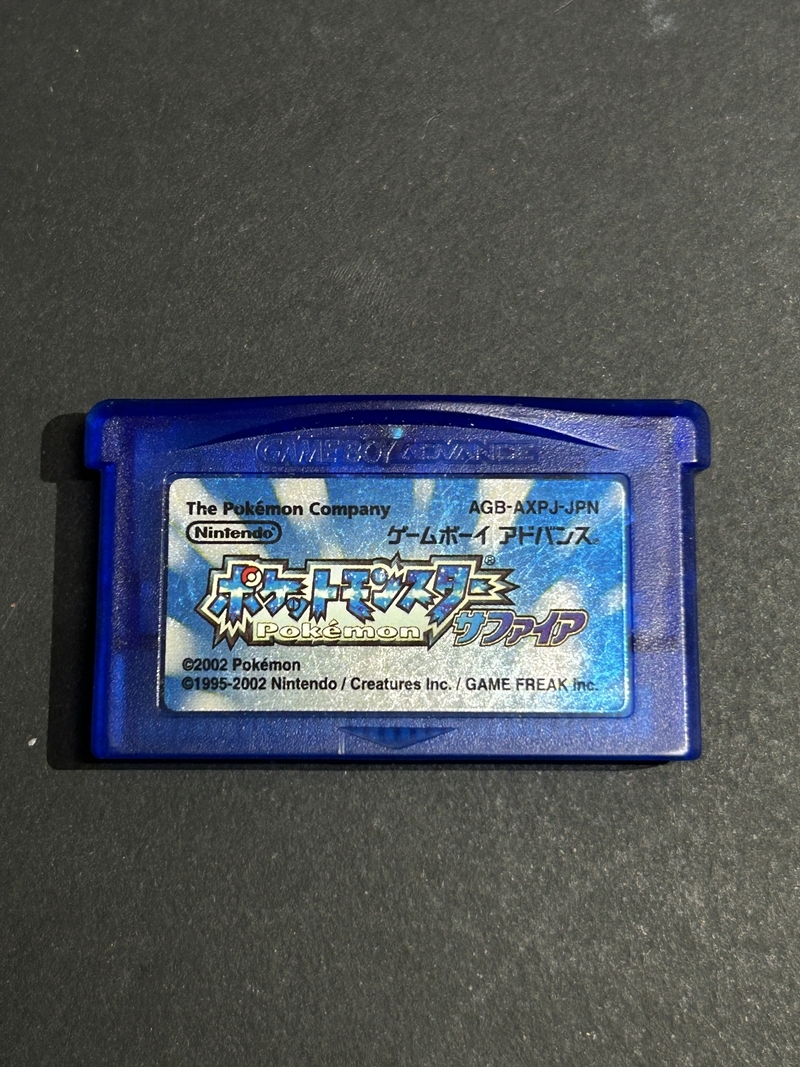 GAME BOY ADVANCE
The Pokémon Company AGB-AXPJ-JPN
Nintendo® ゲームボーイ アドバンス™
ポケットモンスター®
Pokémon サファイア
©2002 Pokémon
©1995-2002 Nintendo / Creatures Inc. / GAME FREAK Inc.